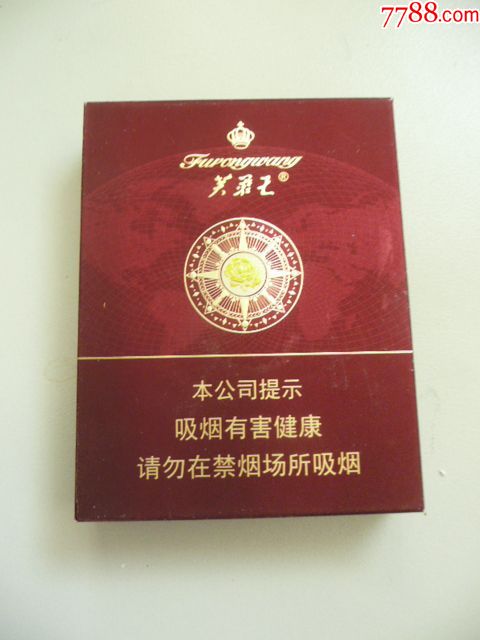 7788.com
Furongwang
芙蓉王®
本公司提示
吸烟有害健康
请勿在禁烟场所吸烟